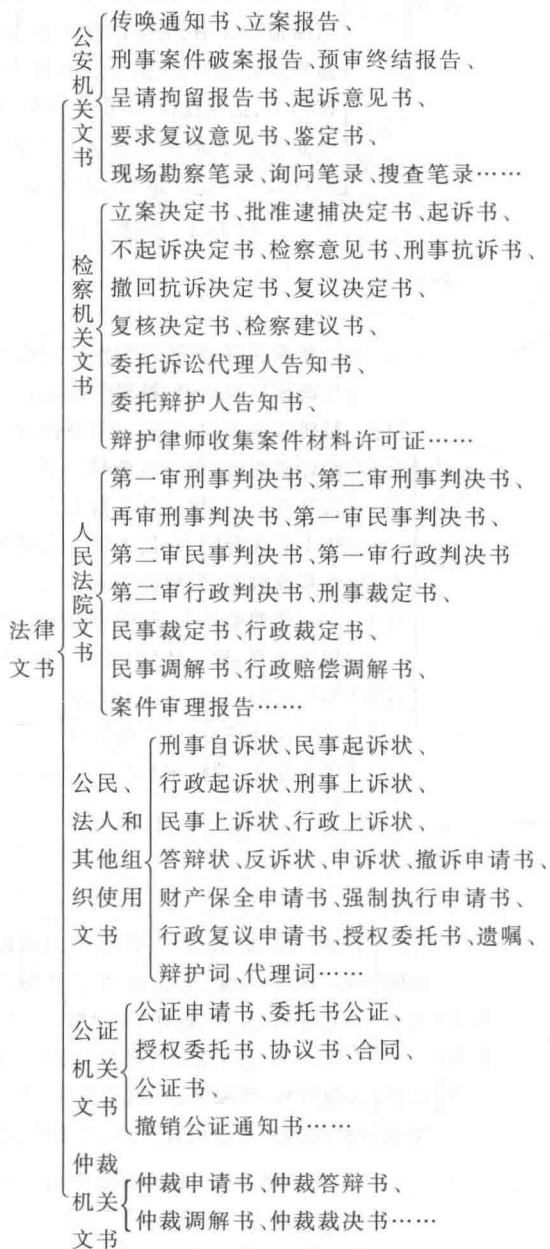 法律文书
公安机关文书
传唤通知书、立案报告、
刑事案件破案报告、预审终结报告、
呈请拘留报告书、起诉意见书、
要求复议意见书、鉴定书、
现场勘察笔录、询问笔录、搜查笔录……
检察机关文书
立案决定书、批准逮捕决定书、起诉书、
不起诉决定书、检察意见书、刑事抗诉书、
撤回抗诉决定书、复议决定书、
复核决定书、检察建议书、
委托诉讼代理人告知书、
委托辩护人告知书、
辩护律师收集案件材料许可证……
人民法院文书
第一审刑事判决书、第二审刑事判决书、
再审刑事判决书、第一审民事判决书、
第二审民事判决书、第一审行政判决书
第二审行政判决书、刑事裁定书、
民事裁定书、行政裁定书、
民事调解书、行政赔偿调解书、
案件审理报告……
公民、
法人和
其他组
织使用
文书
刑事自诉状、民事起诉状、
行政起诉状、刑事上诉状、
民事上诉状、行政上诉状、
答辩状、反诉状、申诉状、撤诉申请书、
财产保全申请书、强制执行申请书、
行政复议申请书、授权委托书、遗嘱、
辩护词、代理词……
公证
机关
文书
公证申请书、委托书公证、
授权委托书、协议书、合同、
公证书、
撤销公证通知书……
仲裁
机关
文书
仲裁申请书、仲裁答辩书、
仲裁调解书、仲裁裁决书……